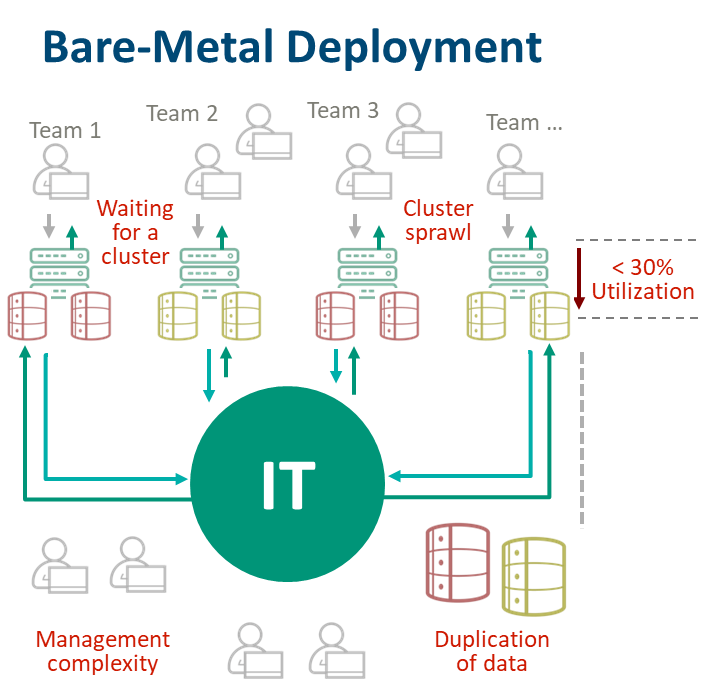 Bare-Metal Deployment
Team 1
Team 2
Team 3
Team ...
Waiting
for a
cluster
Cluster
sprawl
< 30%
Utilization
IT
Management
complexity
Duplication
of data